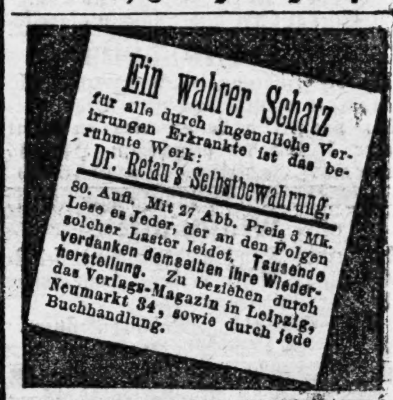 Ein wahrer Schatz
für alle durch jugendliche Ver-
irrungen Erkrankte ist das be-
rühmte Werk:
Dr. Retau's Selbstbewahrung.
80. Aufl. Mit 27 Abb. Preis 3 Mk.
Lese es Jeder, der an den Folgen
solcher Laster leidet. Tausende
verdanken demselben ihre Wieder-
herstellung. Zu beziehen durch
das Verlags-Magazin in Leipzig,
Neumarkt 34, sowie durch jede
Buchhandlung.